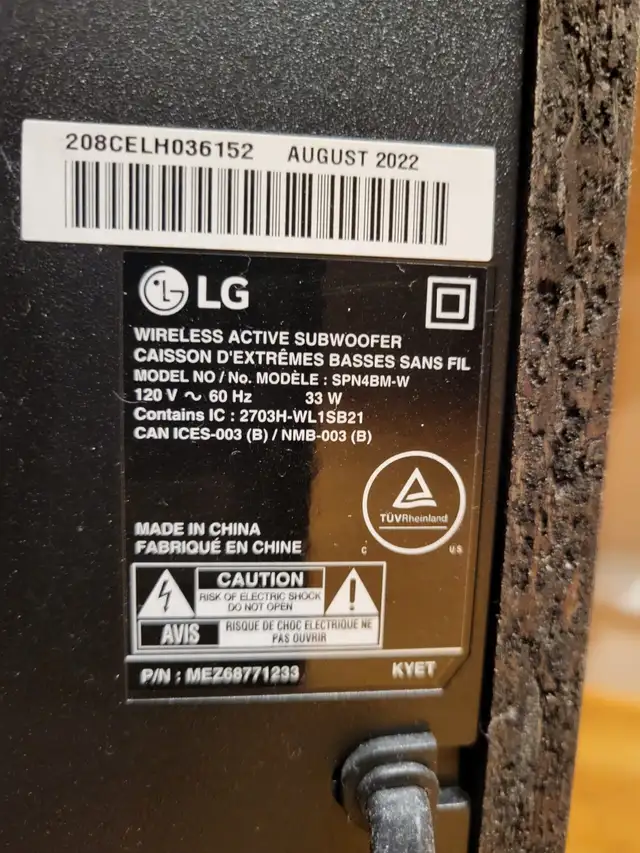 208CELH036152 AUGUST 2022
LG
WIRELESS ACTIVE SUBWOOFER
CAISSON D'EXTRÊMES BASSES SANS FIL
MODEL NO / No. MODÈLE : SPN4BM-W
120 V ~ 60 Hz 33 W
Contains IC : 2703H-WL1SB21
CAN ICES-003 (B) / NMB-003 (B)
TÜVRheinland
C US
MADE IN CHINA
FABRIQUÉ EN CHINE
CAUTION
RISK OF ELECTRIC SHOCK
DO NOT OPEN
AVIS
RISQUE DE CHOC ELECTRIQUE NE
PAS OUVRIR
P/N : MEZ68771233 KYET